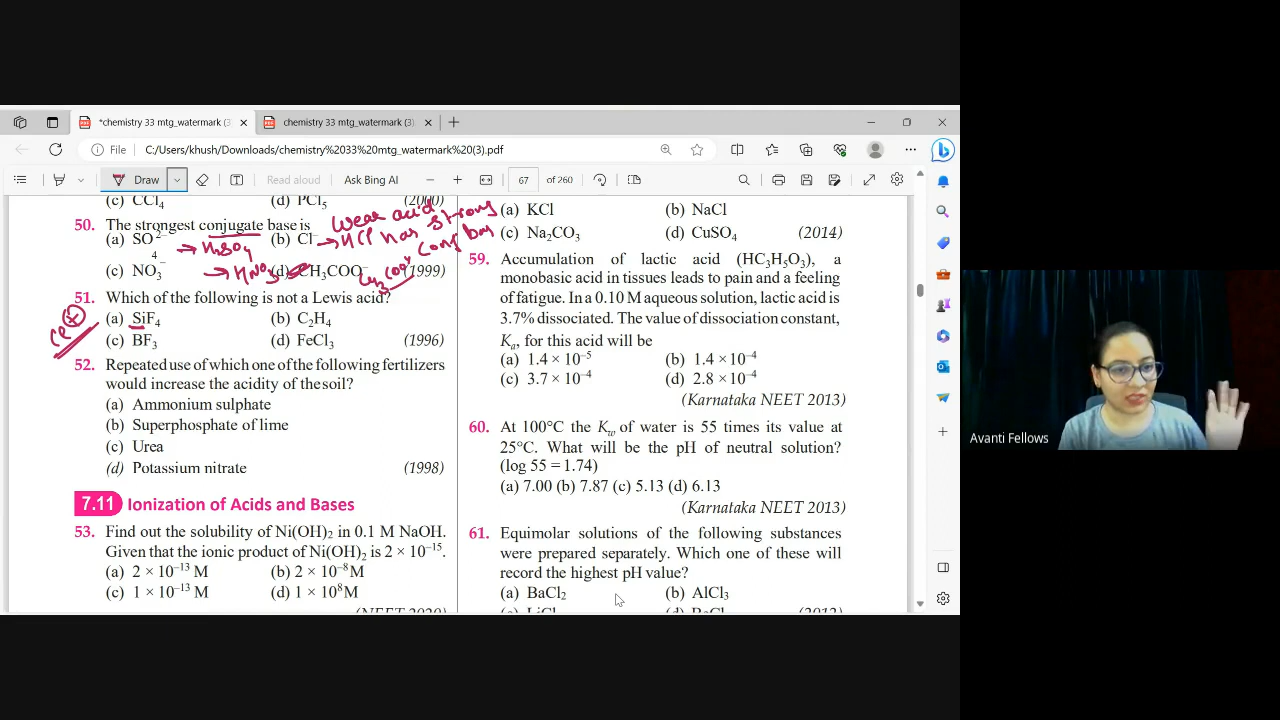 *chemistry 33 mtg_watermark (3).
chemistry 33 mtg_watermark (3).
File
C:/Users/khush/Downloads/chemistry%2033%20mtg_watermark%20(3).pdf
Draw
Read aloud
Ask Bing AI
67 of 260
(c) CCl4 (d) PCl5 (2000)
50. The strongest conjugate base is
(a) SO4^2– (b) Cl–
(c) NO3– (d) CH3COO– (1999)
Weak acid
→ HCl has strong
→ H2SO4
→ HNO3
CH3COO
51. Which of the following is not a Lewis acid?
(a) SiF4 (b) C2H4
(c) BF3 (d) FeCl3 (1996)
52. Repeated use of which one of the following fertilizers
would increase the acidity of the soil?
(a) Ammonium sulphate
(b) Superphosphate of lime
(c) Urea
(d) Potassium nitrate (1998)
7.11 Ionization of Acids and Bases
53. Find out the solubility of Ni(OH)2 in 0.1 M NaOH.
Given that the ionic product of Ni(OH)2 is 2 × 10–15.
(a) 2 × 10–13 M (b) 2 × 10–8 M
(c) 1 × 10–13 M (d) 1 × 108 M
(NEET 2020)
(a) KCl (b) NaCl
(c) Na2CO3 (d) CuSO4 (2014)
59. Accumulation of lactic acid (HC3H5O3), a
monobasic acid in tissues leads to pain and a feeling
of fatigue. In a 0.10 M aqueous solution, lactic acid is
3.7% dissociated. The value of dissociation constant,
Ka, for this acid will be
(a) 1.4 × 10–5 (b) 1.4 × 10–4
(c) 3.7 × 10–4 (d) 2.8 × 10–4
(Karnataka NEET 2013)
60. At 100°C the Kw of water is 55 times its value at
25°C. What will be the pH of neutral solution?
(log 55 = 1.74)
(a) 7.00 (b) 7.87 (c) 5.13 (d) 6.13
(Karnataka NEET 2013)
61. Equimolar solutions of the following substances
were prepared separately. Which one of these will
record the highest pH value?
(a) BaCl2 (b) AlCl3
(c) LiCl (d) BeCl2 (2012)
Avanti Fellows